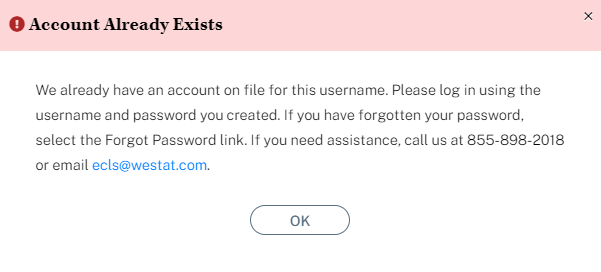 Account Already Exists
We already have an account on file for this username. Please log in using the
username and password you created. If you have forgotten your password,
select the Forgot Password link. If you need assistance, call us at 855-898-2018
or email ecls@westat.com.
OK